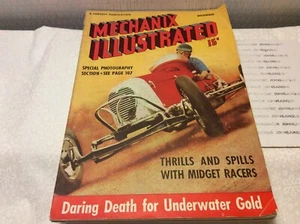 A FAWCETT PUBLICATION
MECHANIX
ILLUSTRATED
15¢
SPECIAL PHOTOGRAPHY
SECTION • SEE PAGE 107
THRILLS AND SPILLS
WITH MIDGET RACERS
Daring Death for Underwater Gold